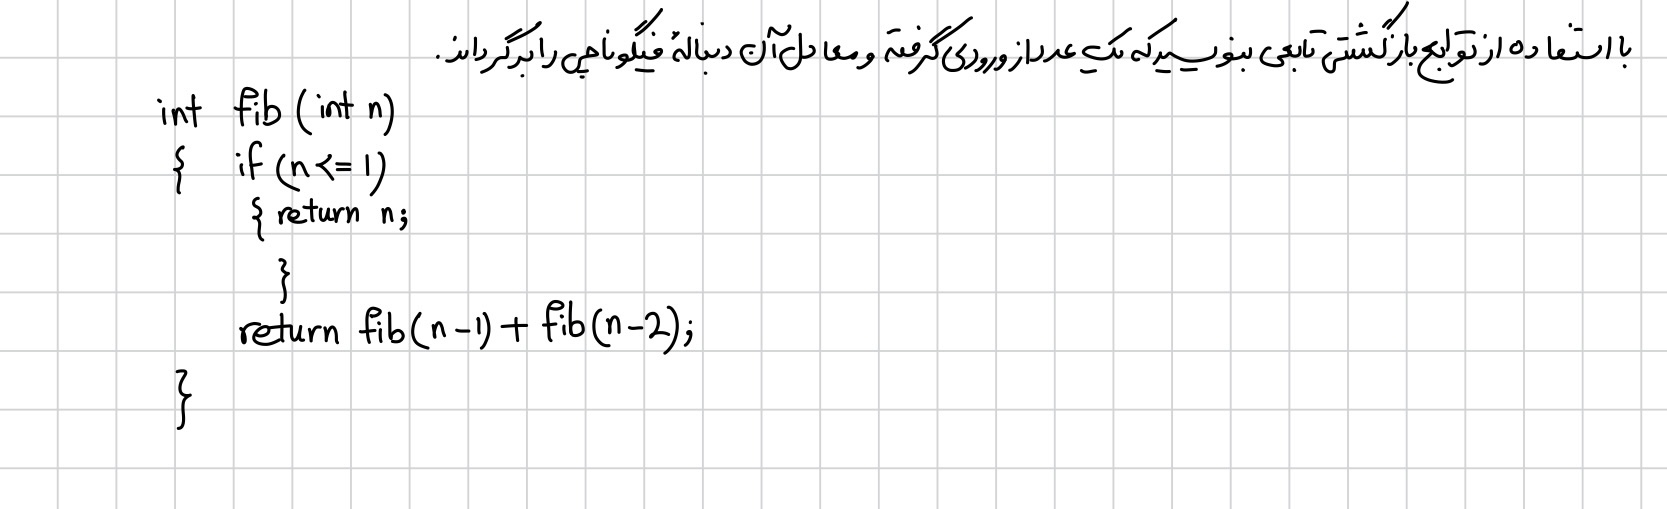 با استفاده از توابع بازگشتی تابعی بنویسید که یک عدد از ورودی گرفته و معادل آن دنبالهٔ فیگوناچی را برگرداند.
int fib (int n)
{ if (n <= 1)
{ return n;
}
return fib(n-1) + fib(n-2);
}